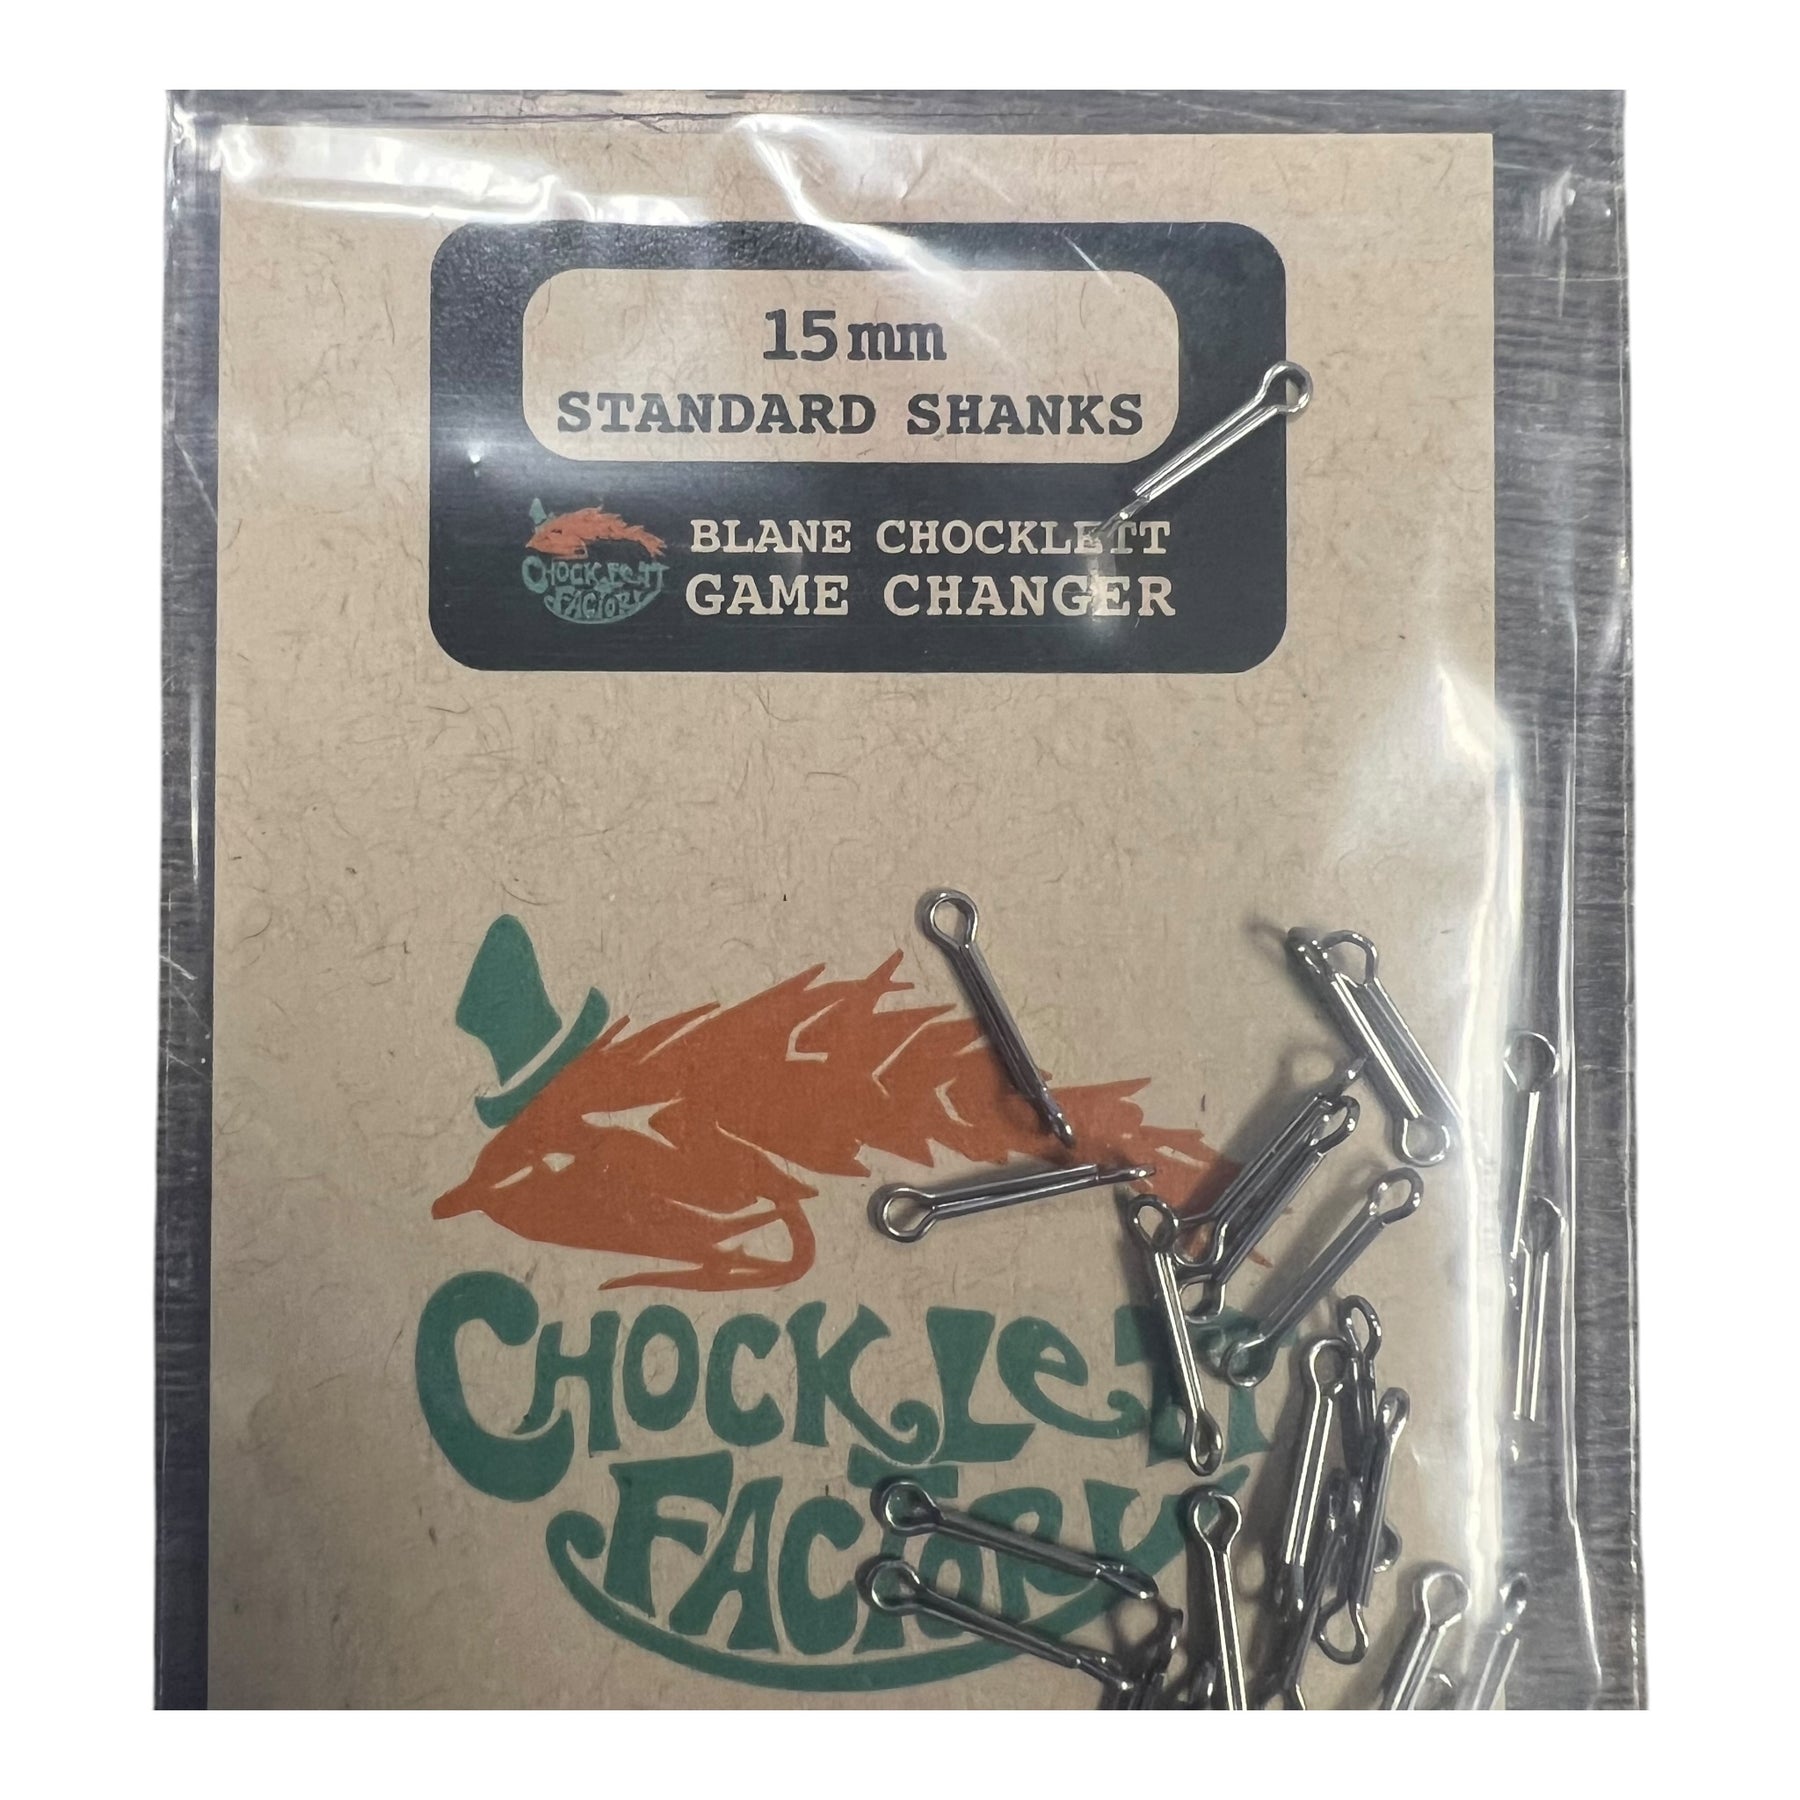 15mm
STANDARD SHANKS
BLANE CHOCKLETT
GAME CHANGER
CHOCKLETT
FACTORY
CHOCKLETT
FACTORY